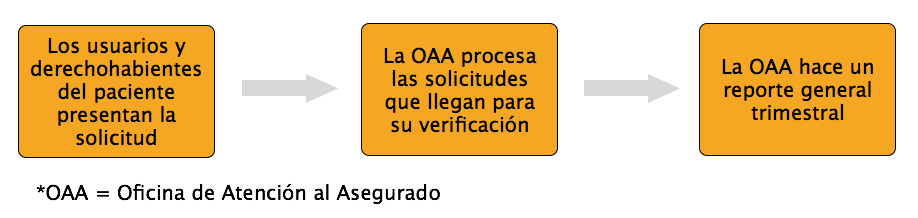 Los usuarios y
derechohabientes
del paciente
presentan la
solicitud
La OAA procesa
las solicitudes
que llegan para
su verificación
La OAA hace un
reporte general
trimestral
*OAA = Oficina de Atención al Asegurado